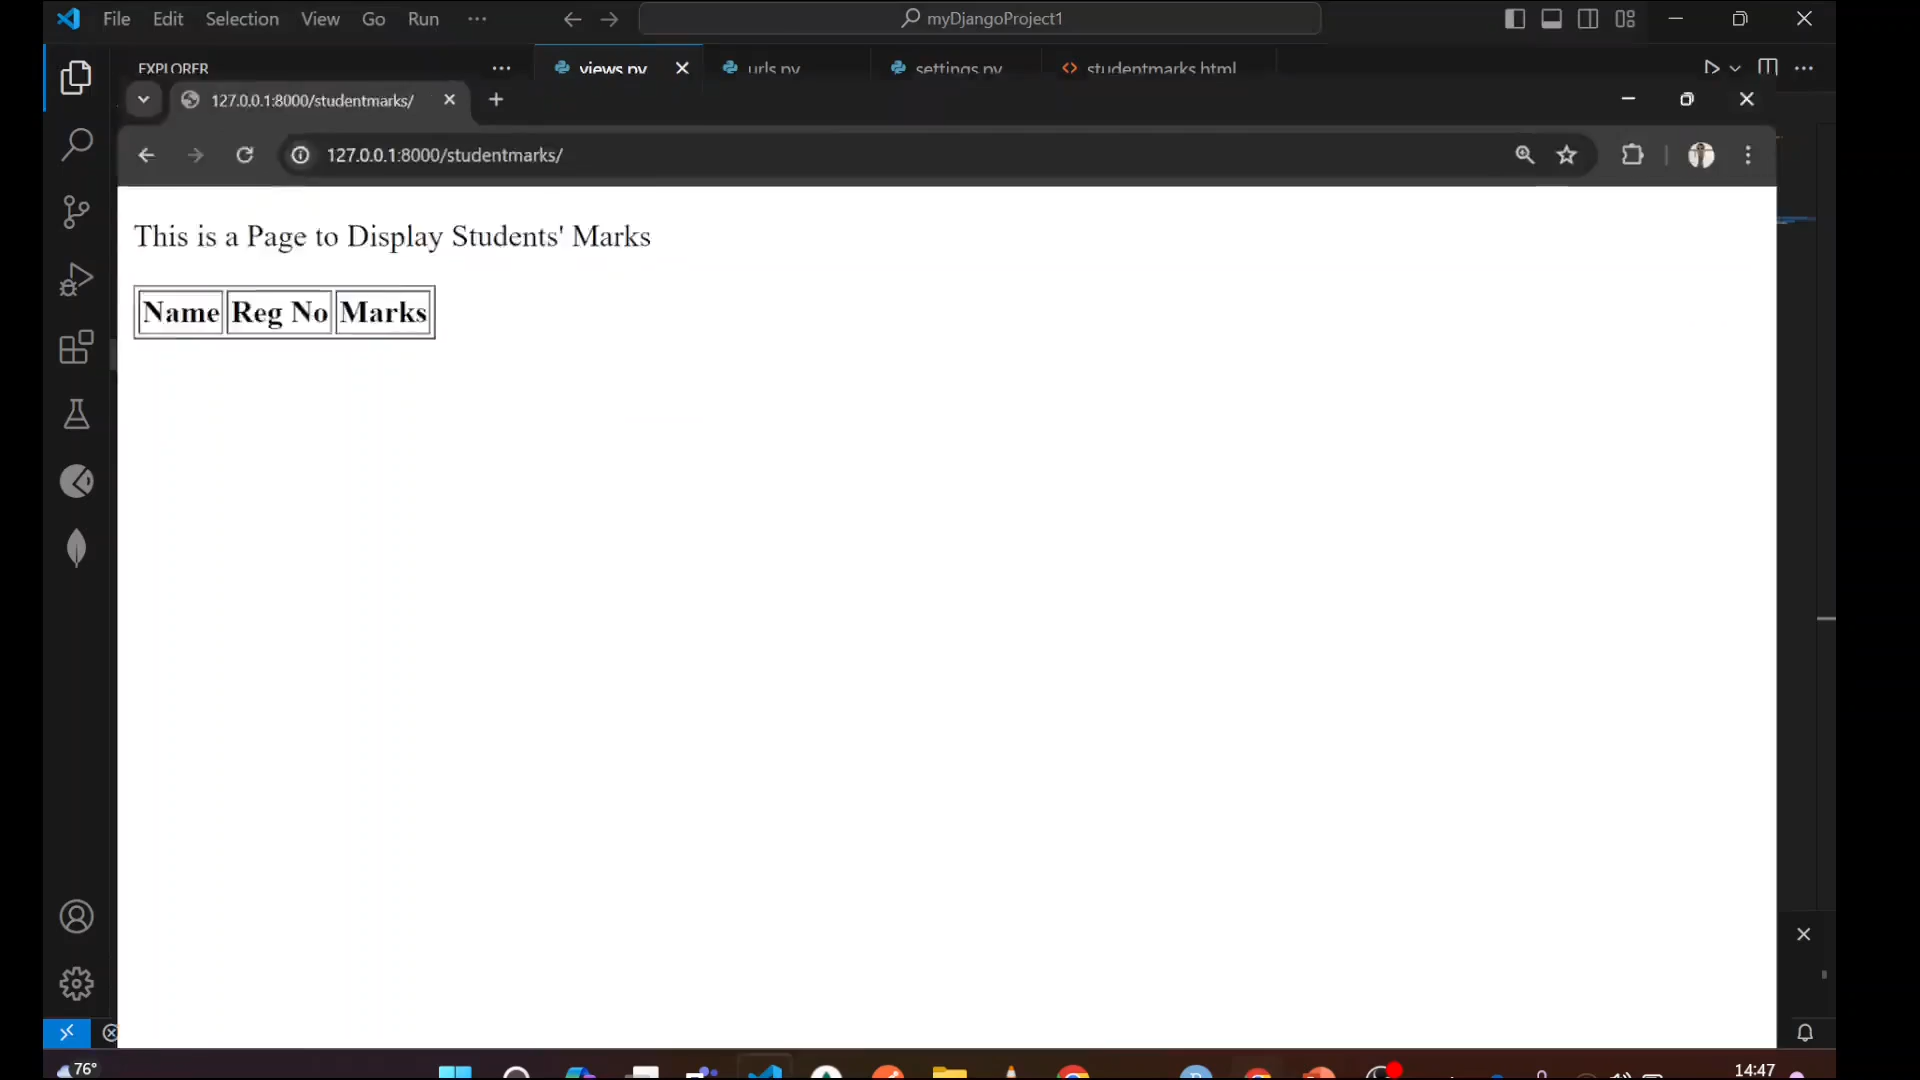 File Edit Selection View Go Run ··· myDjangoProject1
EXPLORER ··· views.py urls.py settings.py studentmarks.html
127.0.0.1:8000/studentmarks/
127.0.0.1:8000/studentmarks/
This is a Page to Display Students' Marks
Name Reg No Marks
76° 14:47